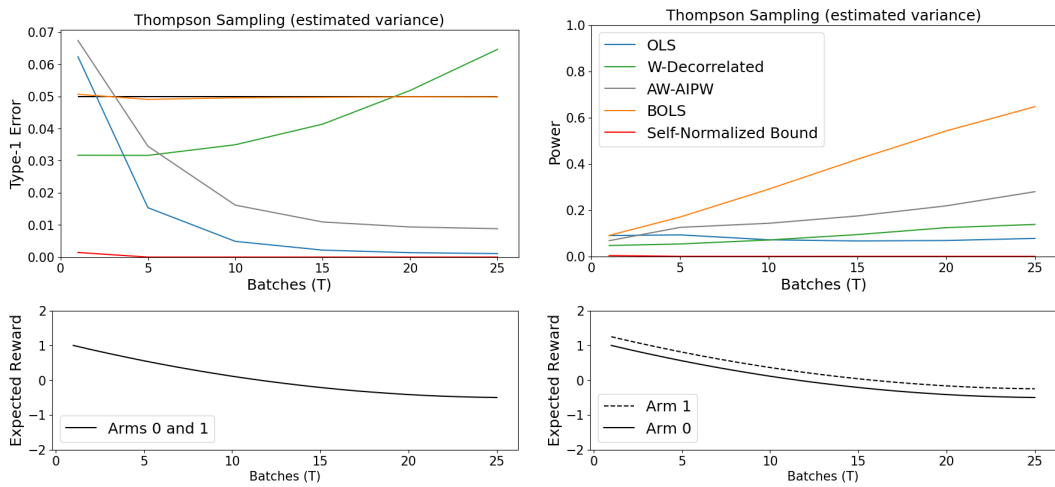 Thompson Sampling (estimated variance)
Type-1 Error
0.07
0.06
0.05
0.04
0.03
0.02
0.01
0.00
0 5 10 15 20 25
Batches (T)
Thompson Sampling (estimated variance)
Power
1.0
0.8
0.6
0.4
0.2
0.0
OLS
W-Decorrelated
AW-AIPW
BOLS
Self-Normalized Bound
0 5 10 15 20 25
Batches (T)
Expected Reward
2
1
0
−1
−2
Arms 0 and 1
0 5 10 15 20 25
Batches (T)
Expected Reward
2
1
0
−1
−2
Arm 1
Arm 0
0 5 10 15 20 25
Batches (T)